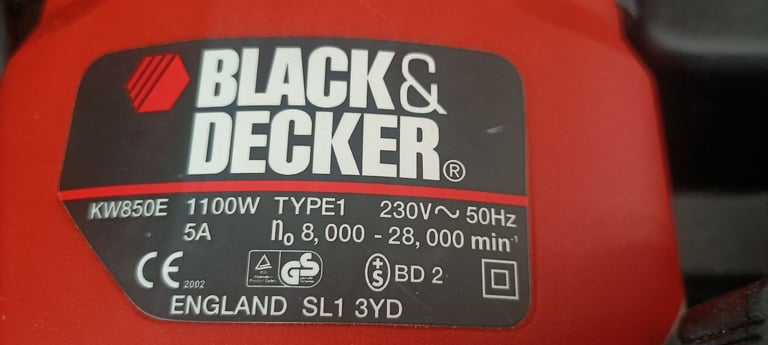 BLACK&
DECKER®
KW850E 1100W TYPE1 230V~ 50Hz
5A n₀ 8,000 - 28,000 min⁻¹
CE 2002 GS S BD 2
ENGLAND SL1 3YD